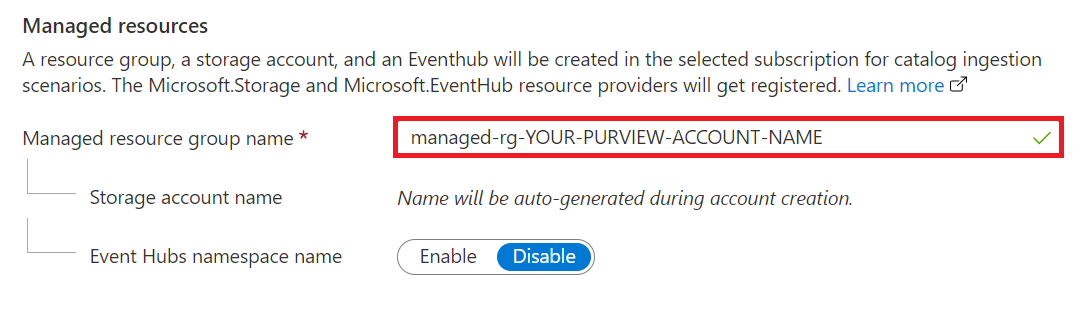 Managed resources
A resource group, a storage account, and an Eventhub will be created in the selected subscription for catalog ingestion
scenarios. The Microsoft.Storage and Microsoft.EventHub resource providers will get registered. Learn more
Managed resource group name * managed-rg-YOUR-PURVIEW-ACCOUNT-NAME
Storage account name Name will be auto-generated during account creation.
Event Hubs namespace name Enable Disable